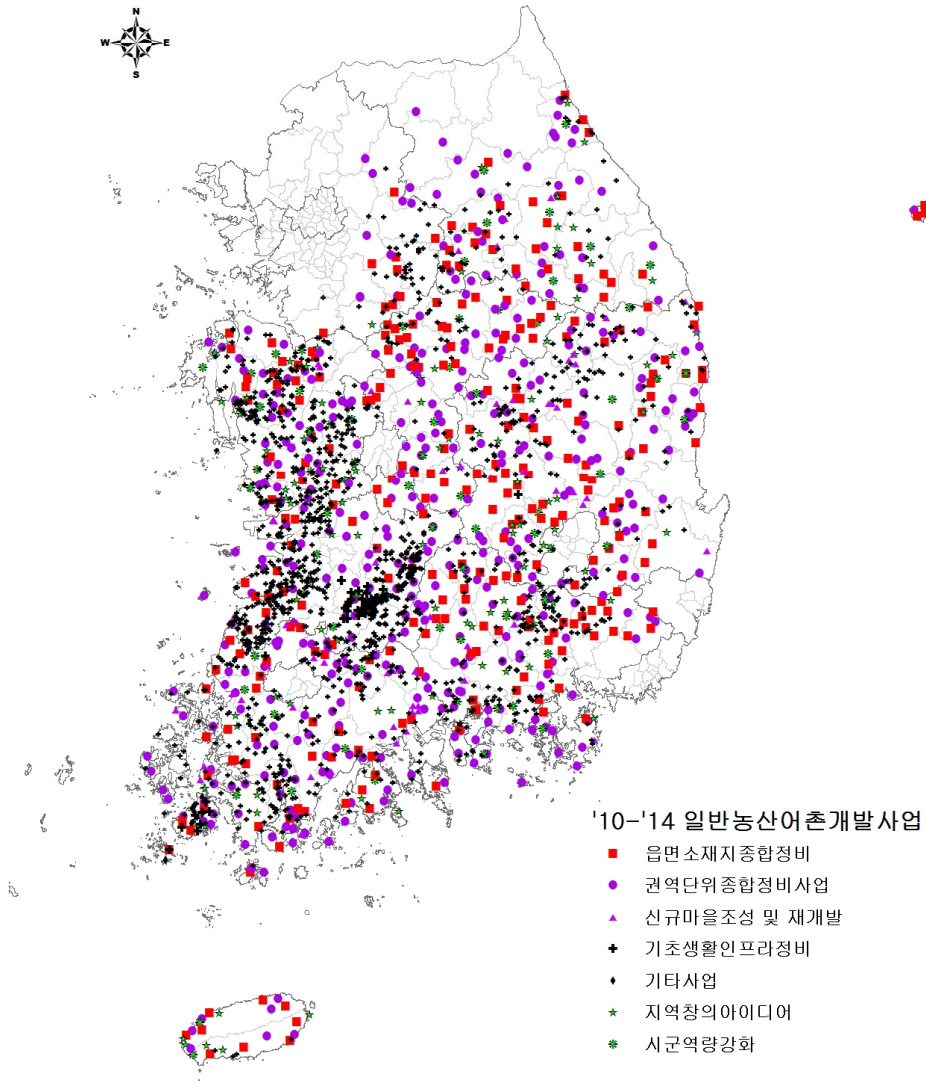 N
W E
S
'10-'14 일반농산어촌개발사업
읍면소재지종합정비
권역단위종합정비사업
신규마을조성 및 재개발
기초생활인프라정비
기타사업
지역창의아이디어
시군역량강화